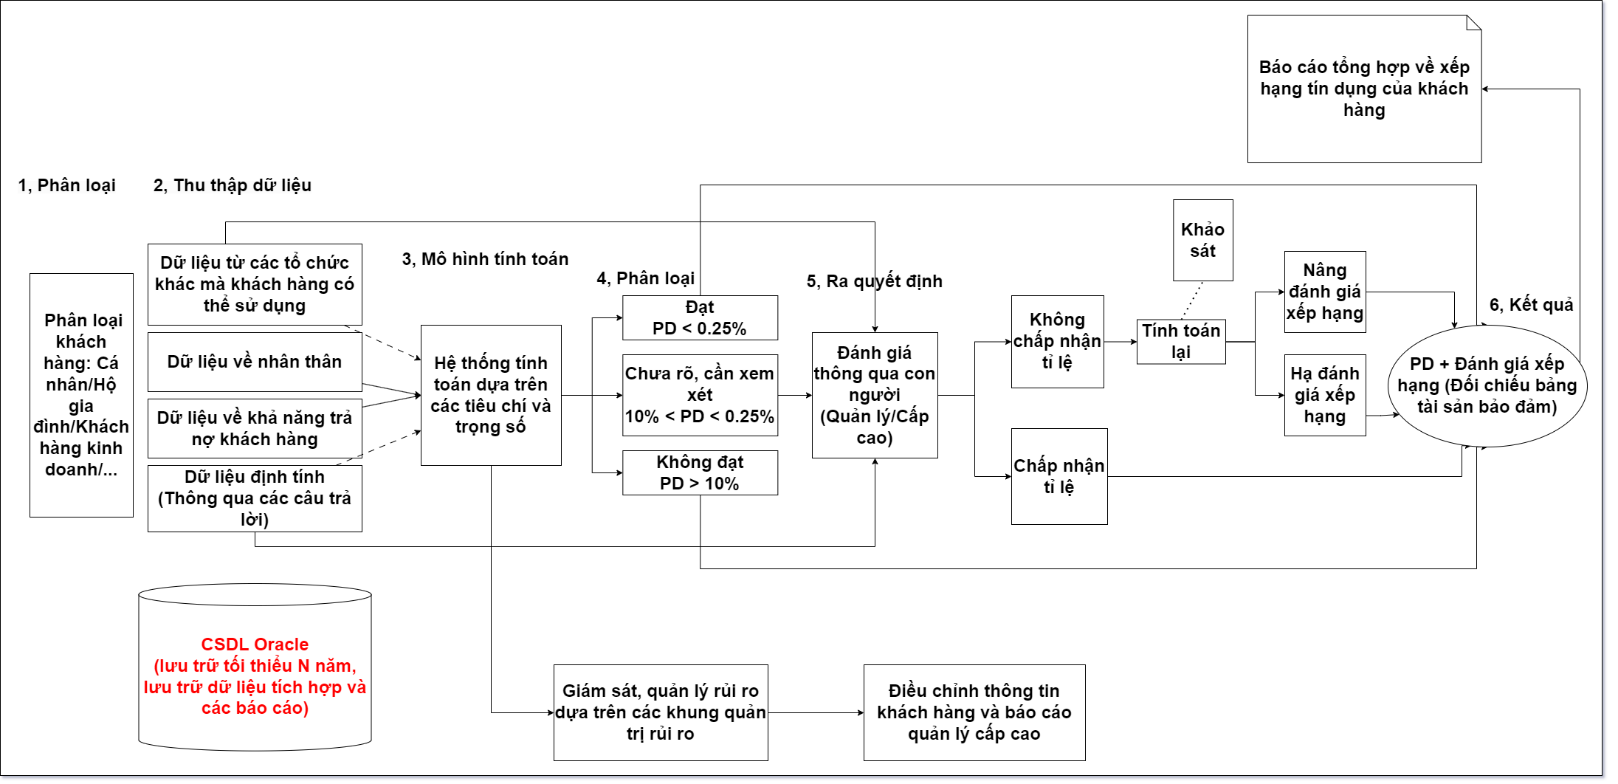 Báo cáo tổng hợp về xếp
hạng tín dụng của khách
hàng
1, Phân loại
2, Thu thập dữ liệu
Phân loại
khách
hàng: Cá
nhân/Hộ
gia
đình/Khách
hàng kinh
doanh/...
Dữ liệu từ các tổ chức
khác mà khách hàng có
thể sử dụng
Dữ liệu về nhân thân
Dữ liệu về khả năng trả
nợ khách hàng
Dữ liệu định tính
(Thông qua các câu trả
lời)
3, Mô hình tính toán
Hệ thống tính
toán dựa trên
các tiêu chí và
trọng số
4, Phân loại
Đạt
PD < 0.25%
Chưa rõ, cần xem
xét
10% < PD < 0.25%
Không đạt
PD > 10%
5, Ra quyết định
Đánh giá
thông qua con
người
(Quản lý/Cấp
cao)
Không
chấp nhận
tỉ lệ
Chấp nhận
tỉ lệ
Khảo
sát
Tính toán
lại
Nâng
đánh giá
xếp hạng
Hạ đánh
giá xếp
hạng
6, Kết quả
PD + Đánh giá xếp
hạng (Đối chiếu bảng
tài sản bảo đảm)
CSDL Oracle
(lưu trữ tối thiểu N năm,
lưu trữ dữ liệu tích hợp và
các báo cáo)
Giám sát, quản lý rủi ro
dựa trên các khung quản
trị rủi ro
Điều chỉnh thông tin
khách hàng và báo cáo
quản lý cấp cao